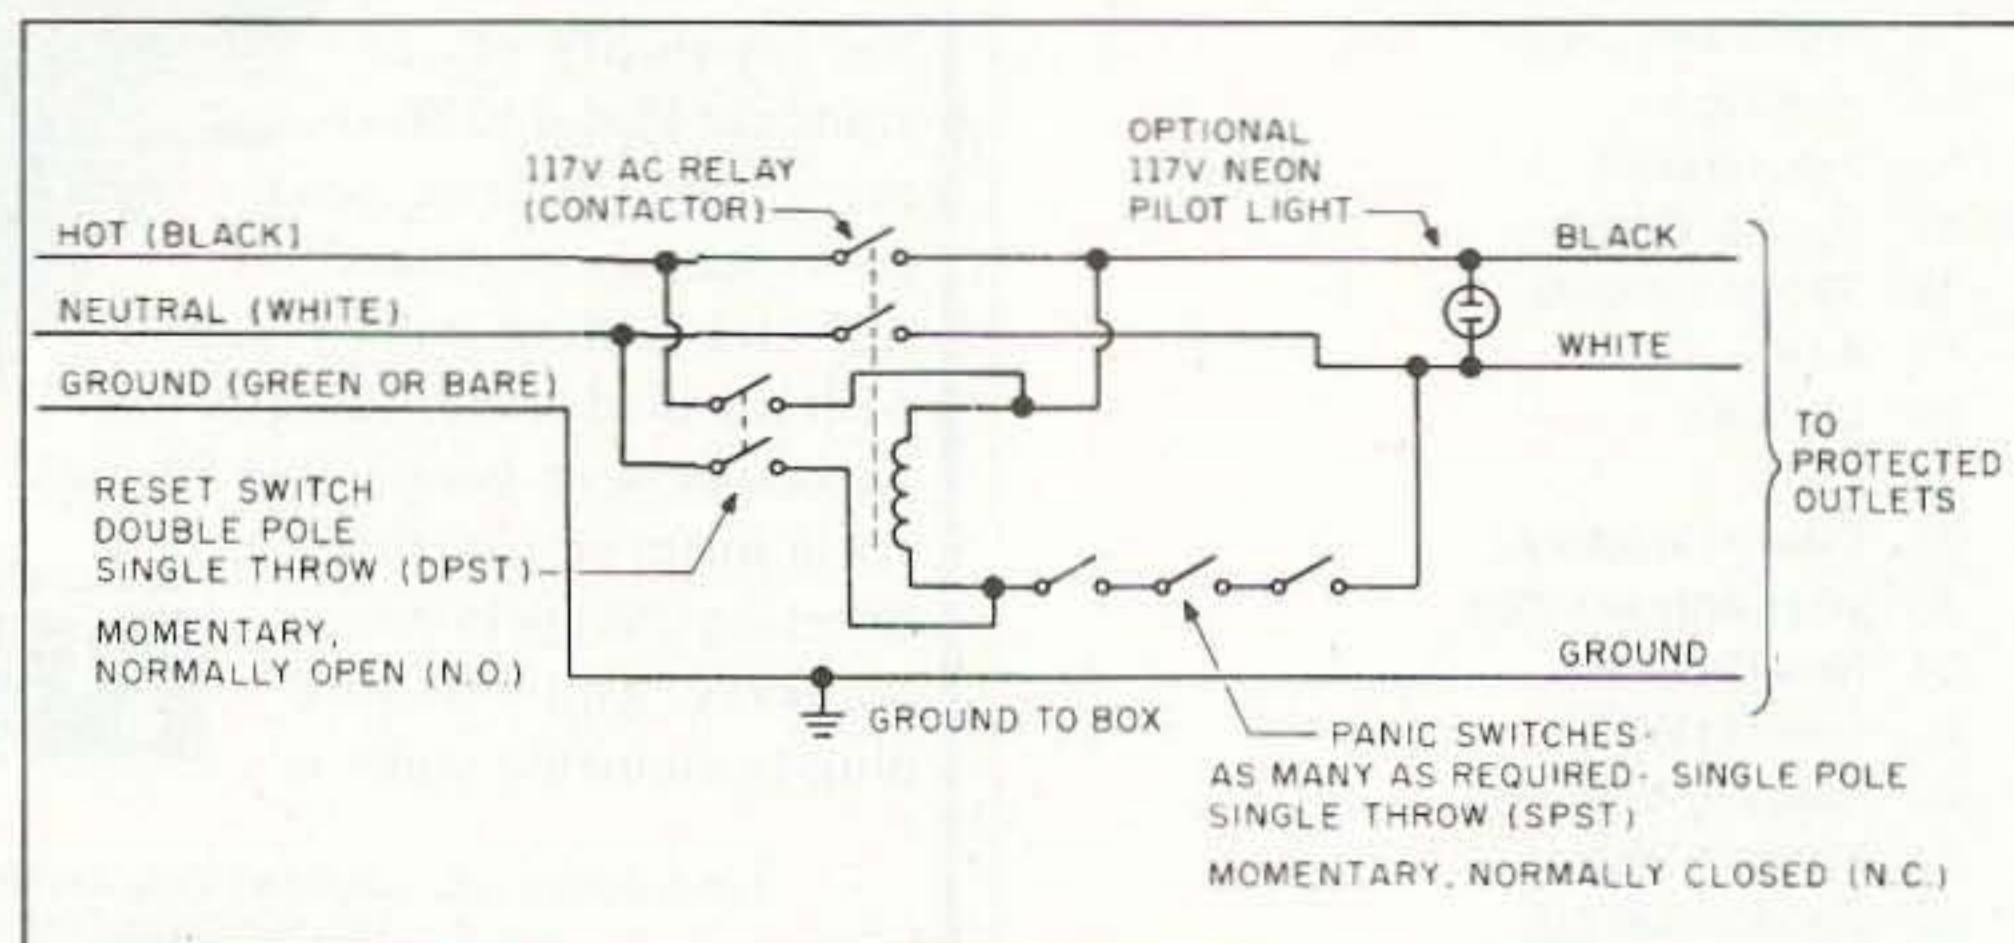 OPTIONAL
117V NEON
PILOT LIGHT
117V AC RELAY
(CONTACTOR)
HOT (BLACK)
BLACK
NEUTRAL (WHITE)
WHITE
GROUND (GREEN OR BARE)
TO
PROTECTED
OUTLETS
RESET SWITCH
DOUBLE POLE
SINGLE THROW (DPST)
MOMENTARY,
NORMALLY OPEN (N.O.)
GROUND
GROUND TO BOX
PANIC SWITCHES-
AS MANY AS REQUIRED- SINGLE POLE
SINGLE THROW (SPST)
MOMENTARY, NORMALLY CLOSED (N.C.)